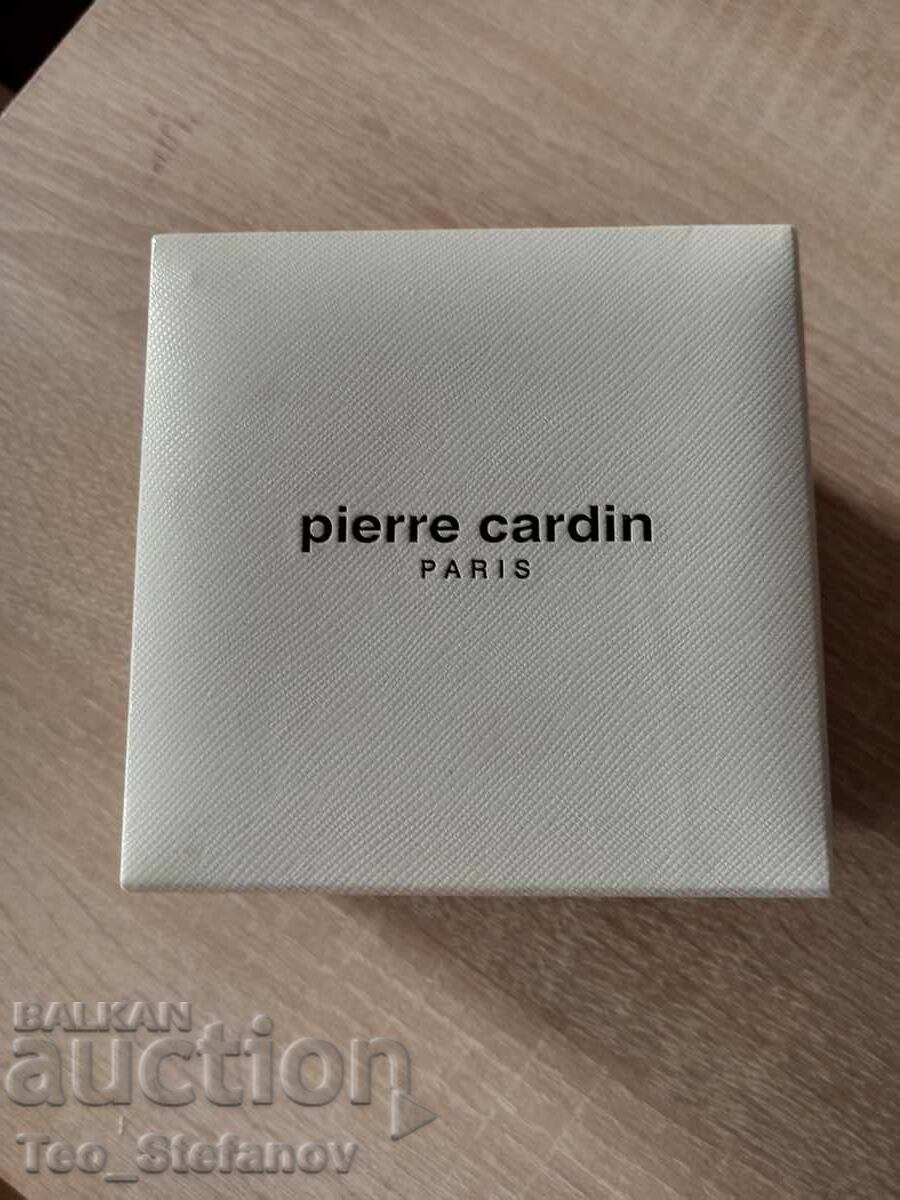 pierre cardin
PARIS
BALKAN
auction
Teo_Stefanov